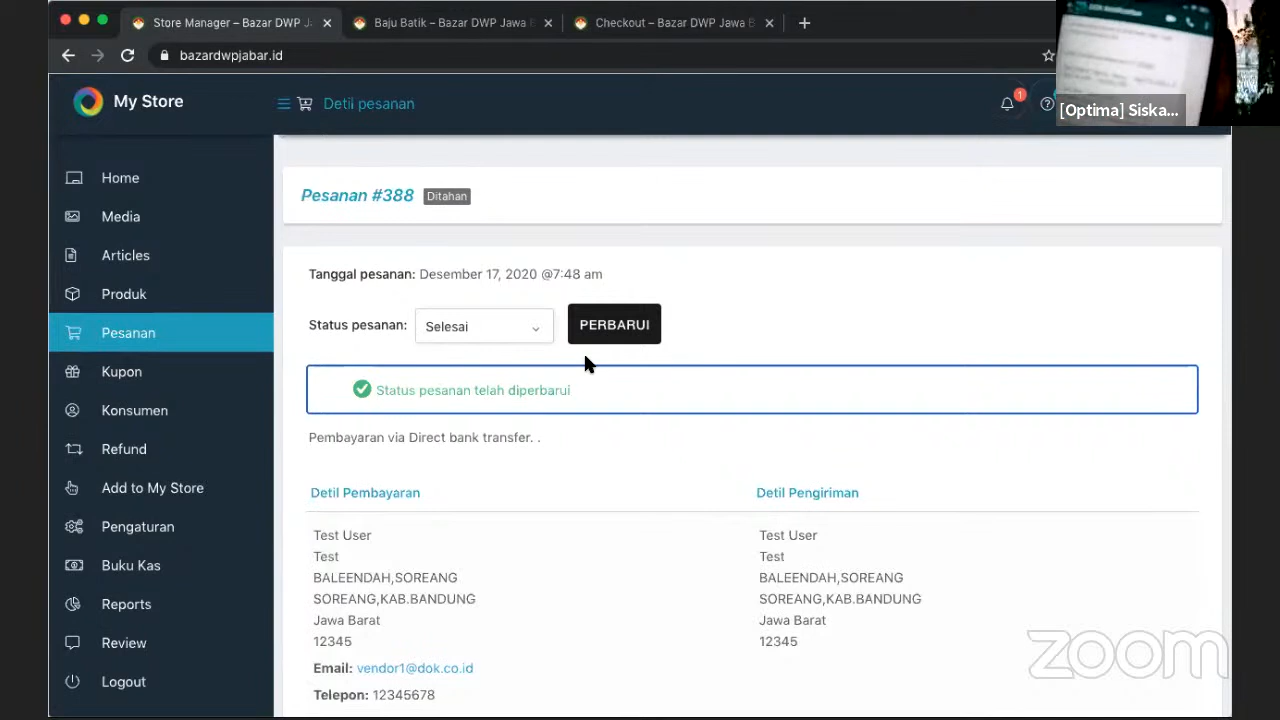 Store Manager – Bazar DWP Ja
Baju Batik – Bazar DWP Jawa B
Checkout – Bazar DWP Jawa B
bazardwpjabar.id
[Optima] Siska...
My Store
Detil pesanan
1
Home
Media
Articles
Produk
Pesanan
Kupon
Konsumen
Refund
Add to My Store
Pengaturan
Buku Kas
Reports
Review
Logout
Pesanan #388 Ditahan
Tanggal pesanan: Desember 17, 2020 @7:48 am
Status pesanan: Selesai PERBARUI
Status pesanan telah diperbarui
Pembayaran via Direct bank transfer. .
Detil Pembayaran
Test User
Test
BALEENDAH,SOREANG
SOREANG,KAB.BANDUNG
Jawa Barat
12345
Email: vendor1@dok.co.id
Telepon: 12345678
Detil Pengiriman
Test User
Test
BALEENDAH,SOREANG
SOREANG,KAB.BANDUNG
Jawa Barat
12345
zoom